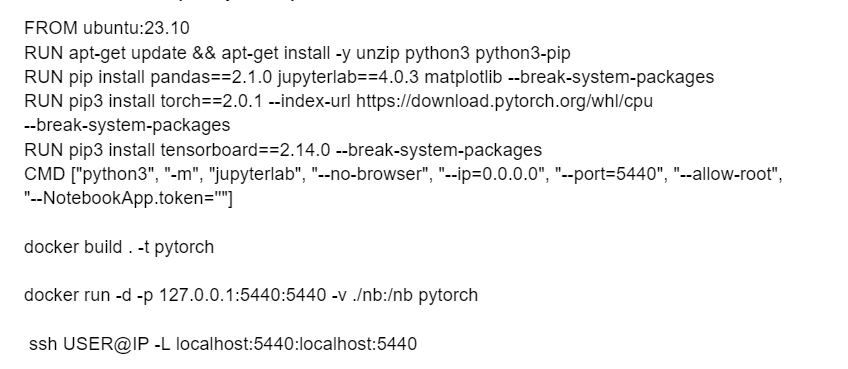 FROM ubuntu:23.10
RUN apt-get update && apt-get install -y unzip python3 python3-pip
RUN pip install pandas==2.1.0 jupyterlab==4.0.3 matplotlib --break-system-packages
RUN pip3 install torch==2.0.1 --index-url https://download.pytorch.org/whl/cpu
--break-system-packages
RUN pip3 install tensorboard==2.14.0 --break-system-packages
CMD ["python3", "-m", "jupyterlab", "--no-browser", "--ip=0.0.0.0", "--port=5440", "--allow-root",
"--NotebookApp.token=''"]
docker build . -t pytorch
docker run -d -p 127.0.0.1:5440:5440 -v ./nb:/nb pytorch
ssh USER@IP -L localhost:5440:localhost:5440